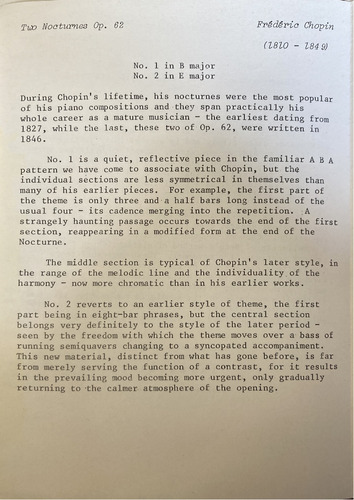 Two Nocturnes Op. 62
Frédéric Chopin
(1810 - 1849)
No. 1 in B major
No. 2 in E major
During Chopin's lifetime, his nocturnes were the most popular
of his piano compositions and they span practically his
whole career as a mature musician - the earliest dating from
1827, while the last, these two of Op. 62, were written in
1846.
No. 1 is a quiet, reflective piece in the familiar A B A
pattern we have come to associate with Chopin, but the
individual sections are less symmetrical in themselves than
many of his earlier pieces. For example, the first part of
the theme is only three and a half bars long instead of the
usual four - its cadence merging into the repetition. A
strangely haunting passage occurs towards the end of the first
section, reappearing in a modified form at the end of the
Nocturne.
The middle section is typical of Chopin's later style, in
the range of the melodic line and the individuality of the
harmony - now more chromatic than in his earlier works.
No. 2 reverts to an earlier style of theme, the first
part being in eight-bar phrases, but the central section
belongs very definitely to the style of the later period -
seen by the freedom with which the theme moves over a bass of
running semiquavers changing to a syncopated accompaniment.
This new material, distinct from what has gone before, is far
from merely serving the function of a contrast, for it results
in the prevailing mood becoming more urgent, only gradually
returning to the calmer atmosphere of the opening.